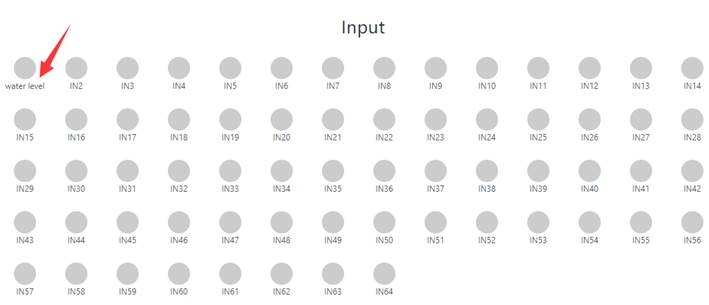 Input
water level IN2 IN3 IN4 IN5 IN6 IN7 IN8 IN9 IN10 IN11 IN12 IN13 IN14
IN15 IN16 IN17 IN18 IN19 IN20 IN21 IN22 IN23 IN24 IN25 IN26 IN27 IN28
IN29 IN30 IN31 IN32 IN33 IN34 IN35 IN36 IN37 IN38 IN39 IN40 IN41 IN42
IN43 IN44 IN45 IN46 IN47 IN48 IN49 IN50 IN51 IN52 IN53 IN54 IN55 IN56
IN57 IN58 IN59 IN60 IN61 IN62 IN63 IN64